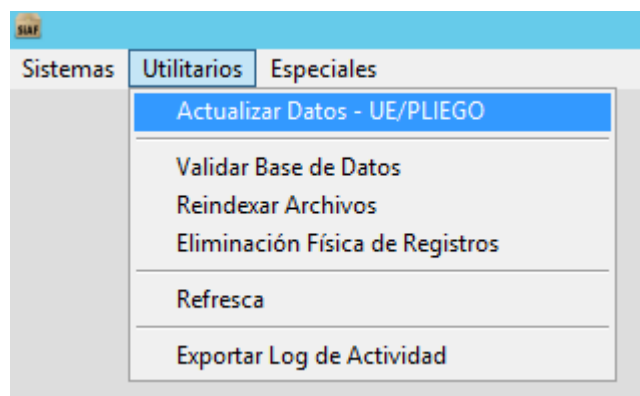 SIAF
Sistemas Utilitarios Especiales
Actualizar Datos - UE/PLIEGO
Validar Base de Datos
Reindexar Archivos
Eliminación Física de Registros
Refresca
Exportar Log de Actividad